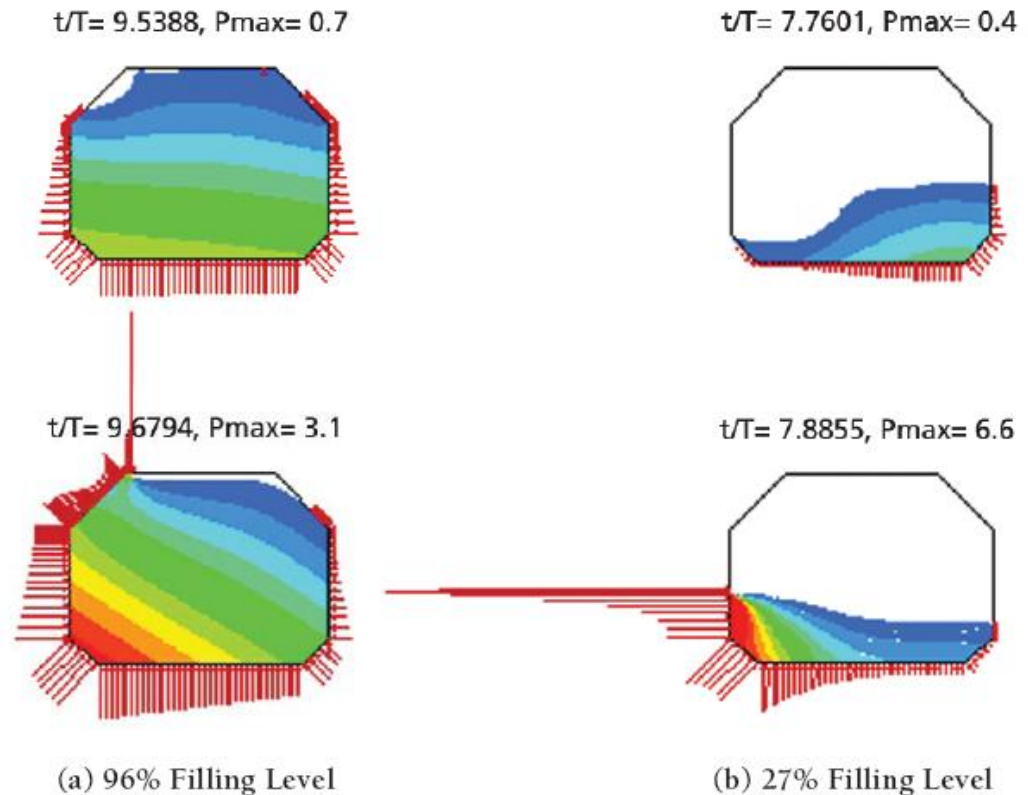 t/T= 9.5388, Pmax= 0.7
t/T= 7.7601, Pmax= 0.4
t/T= 9.6794, Pmax= 3.1
t/T= 7.8855, Pmax= 6.6
(a) 96% Filling Level
(b) 27% Filling Level